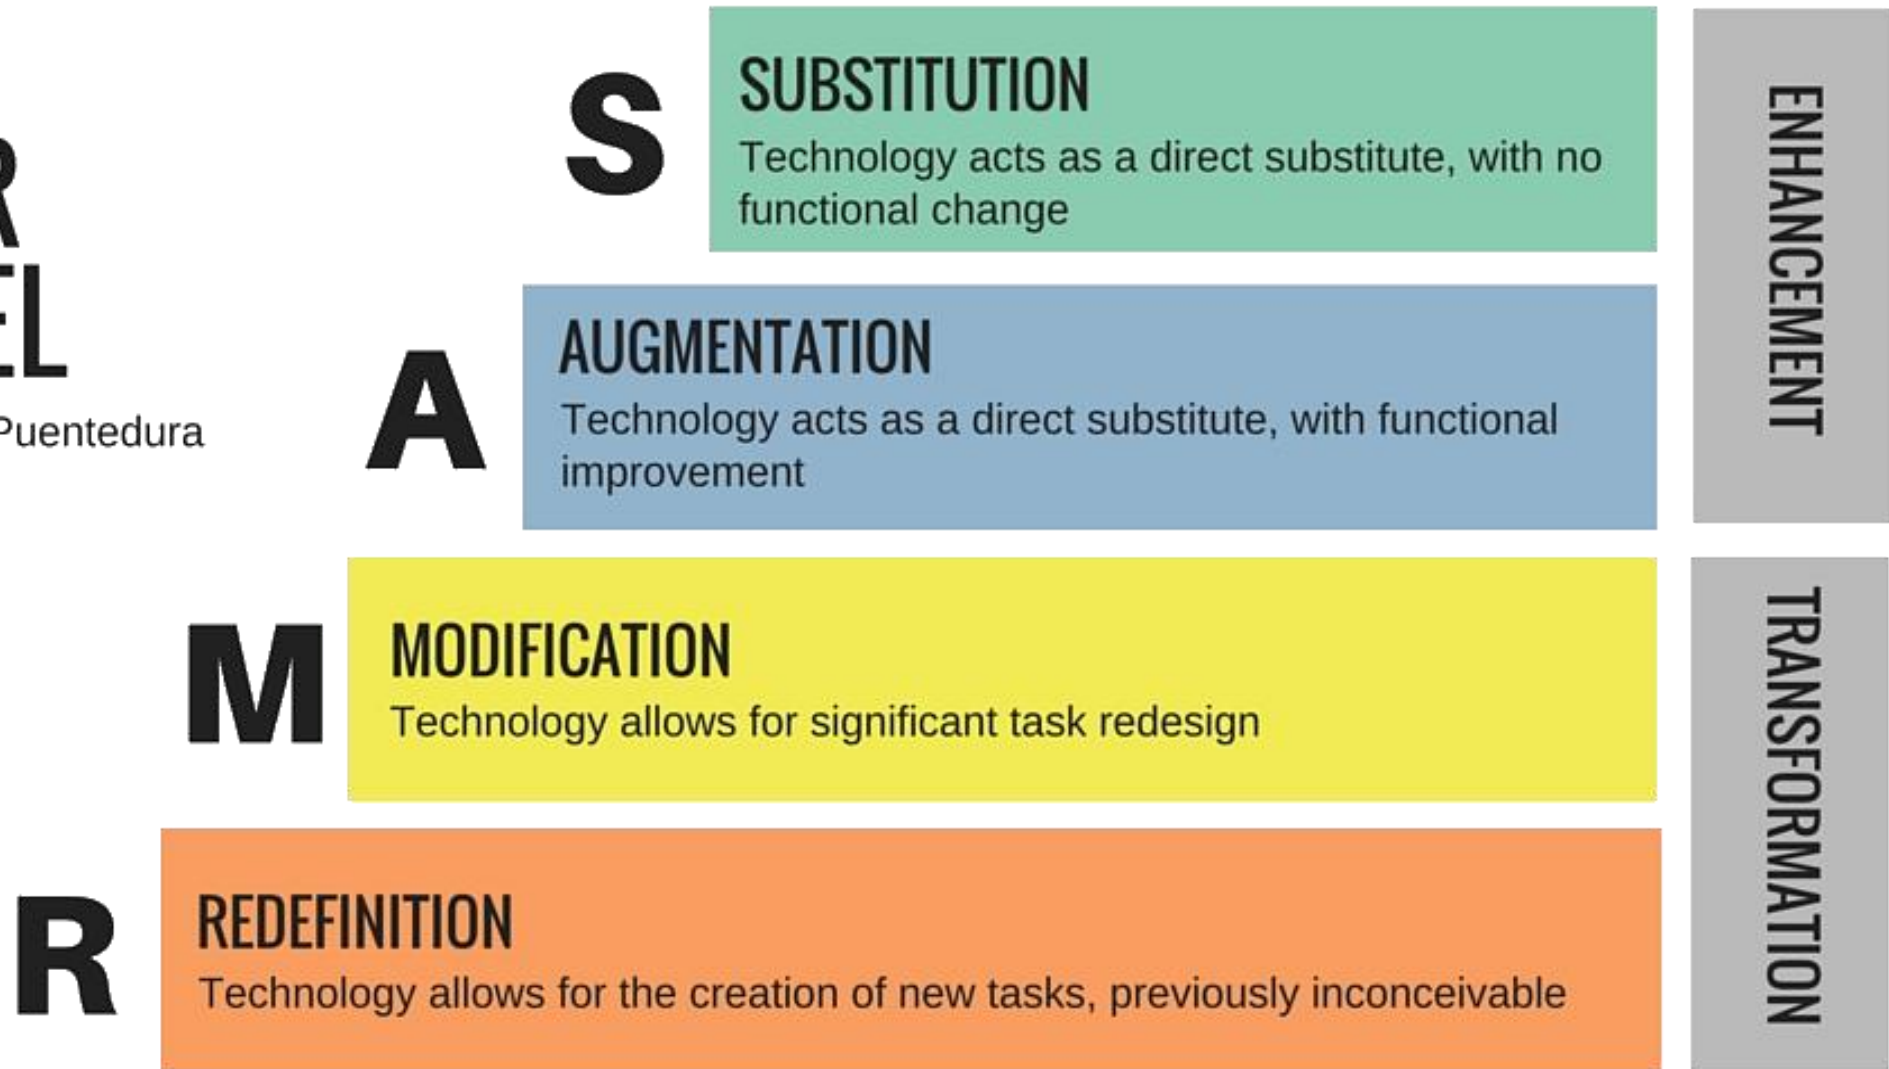 R
EL
Puentedura
S
SUBSTITUTION
Technology acts as a direct substitute, with no
functional change
A
AUGMENTATION
Technology acts as a direct substitute, with functional
improvement
M
MODIFICATION
Technology allows for significant task redesign
R
REDEFINITION
Technology allows for the creation of new tasks, previously inconceivable
ENHANCEMENT
TRANSFORMATION